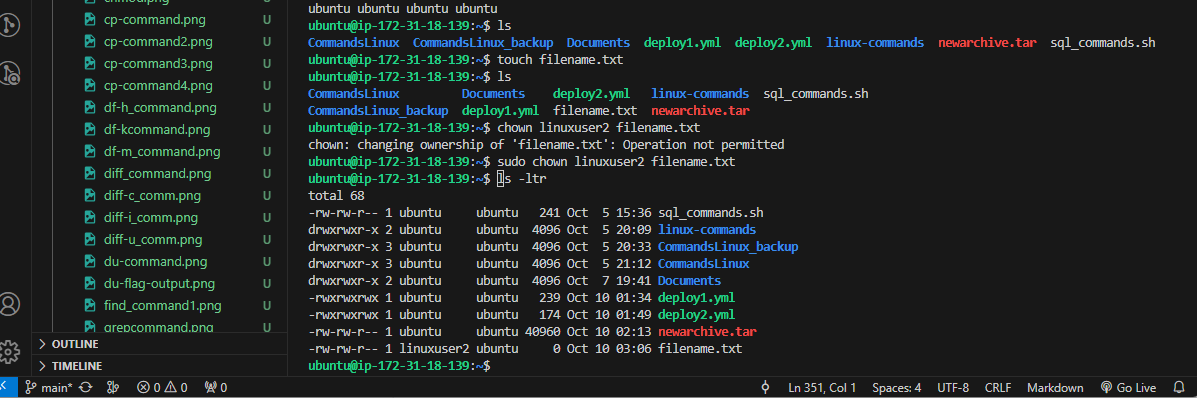 chmod.png
cp-command.png U
cp-command2.png U
cp-command3.png U
cp-command4.png U
df-h_command.png U
df-kcommand.png U
df-m_command.png U
diff_command.png U
diff-c_comm.png U
diff-i_comm.png U
diff-u_comm.png U
du-command.png U
du-flag-output.png U
find_command1.png U
grepcommand.png U
OUTLINE
TIMELINE
ubuntu ubuntu ubuntu ubuntu
ubuntu@ip-172-31-18-139:~$ ls
CommandsLinux CommandsLinux_backup Documents deploy1.yml deploy2.yml linux-commands newarchive.tar sql_commands.sh
ubuntu@ip-172-31-18-139:~$ touch filename.txt
ubuntu@ip-172-31-18-139:~$ ls
CommandsLinux Documents deploy2.yml linux-commands sql_commands.sh
CommandsLinux_backup deploy1.yml filename.txt newarchive.tar
ubuntu@ip-172-31-18-139:~$ chown linuxuser2 filename.txt
chown: changing ownership of 'filename.txt': Operation not permitted
ubuntu@ip-172-31-18-139:~$ sudo chown linuxuser2 filename.txt
ubuntu@ip-172-31-18-139:~$ ls -ltr
total 68
-rw-rw-r-- 1 ubuntu ubuntu 241 Oct 5 15:36 sql_commands.sh
drwxrwxr-x 2 ubuntu ubuntu 4096 Oct 5 20:09 linux-commands
drwxrwxr-x 3 ubuntu ubuntu 4096 Oct 5 20:33 CommandsLinux_backup
drwxrwxr-x 3 ubuntu ubuntu 4096 Oct 5 21:12 CommandsLinux
drwxrwxr-x 2 ubuntu ubuntu 4096 Oct 7 19:41 Documents
-rwxrwxrwx 1 ubuntu ubuntu 239 Oct 10 01:34 deploy1.yml
-rwxrwxrwx 1 ubuntu ubuntu 174 Oct 10 01:49 deploy2.yml
-rw-rw-r-- 1 ubuntu ubuntu 40960 Oct 10 02:13 newarchive.tar
-rw-rw-r-- 1 linuxuser2 ubuntu 0 Oct 10 03:06 filename.txt
ubuntu@ip-172-31-18-139:~$
main* 0 0 0 Ln 351, Col 1 Spaces: 4 UTF-8 CRLF Markdown Go Live